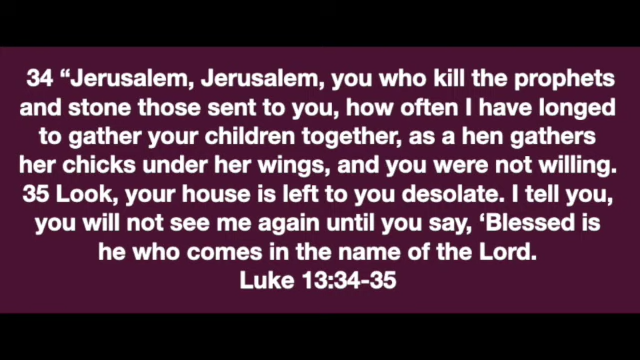 34 “Jerusalem, Jerusalem, you who kill the prophets
and stone those sent to you, how often I have longed
to gather your children together, as a hen gathers
her chicks under her wings, and you were not willing.
35 Look, your house is left to you desolate. I tell you,
you will not see me again until you say, ‘Blessed is
he who comes in the name of the Lord.
Luke 13:34-35